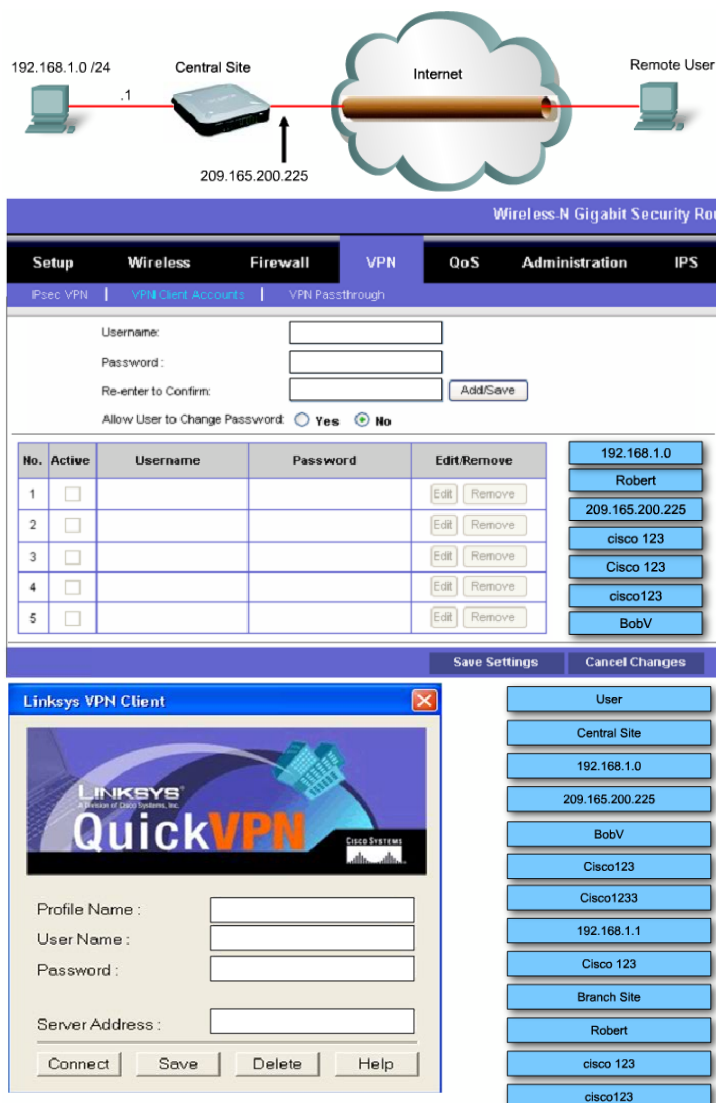 192.168.1.0 /24
Central Site
Internet
Remote User
.1
209.165.200.225
Wireless-N Gigabit Security Rou
Setup Wireless Firewall VPN QoS Administration IPS
IPsec VPN | VPN Client Accounts | VPN Passthrough
Username:
Password :
Re-enter to Confirm: Add/Save
Allow User to Change Password: Yes No
No. Active Username Password Edit/Remove
1 Edit Remove
2 Edit Remove
3 Edit Remove
4 Edit Remove
5 Edit Remove
192.168.1.0
Robert
209.165.200.225
cisco 123
Cisco 123
cisco123
BobV
Save Settings Cancel Changes
Linksys VPN Client
LINKSYS®
A Division of Cisco Systems, Inc.
QuickVPN
CISCO SYSTEMS
Profile Name :
User Name :
Password :
Server Address :
Connect Save Delete Help
User
Central Site
192.168.1.0
209.165.200.225
BobV
Cisco123
Cisco1233
192.168.1.1
Cisco 123
Branch Site
Robert
cisco 123
cisco123